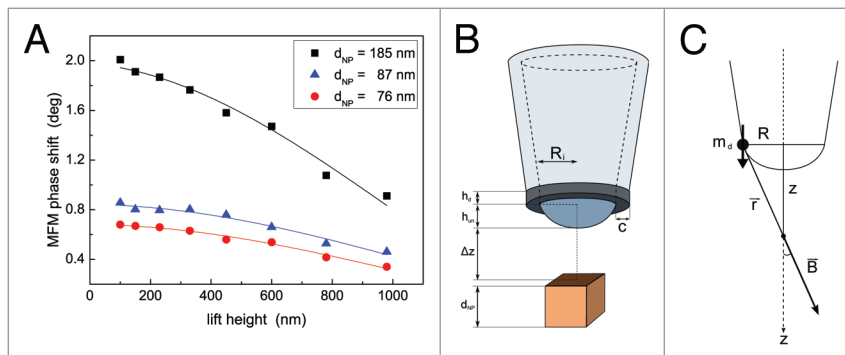 A
MFM phase shift (deg)
2.0
1.6
1.2
0.8
0.4
0 200 400 600 800 1000
lift height (nm)
d_NP = 185 nm
d_NP = 87 nm
d_NP = 76 nm
B
R_i
h_d
h_un
c
Δz
d_NP
C
m_d
R
z
r̅
B̅
z